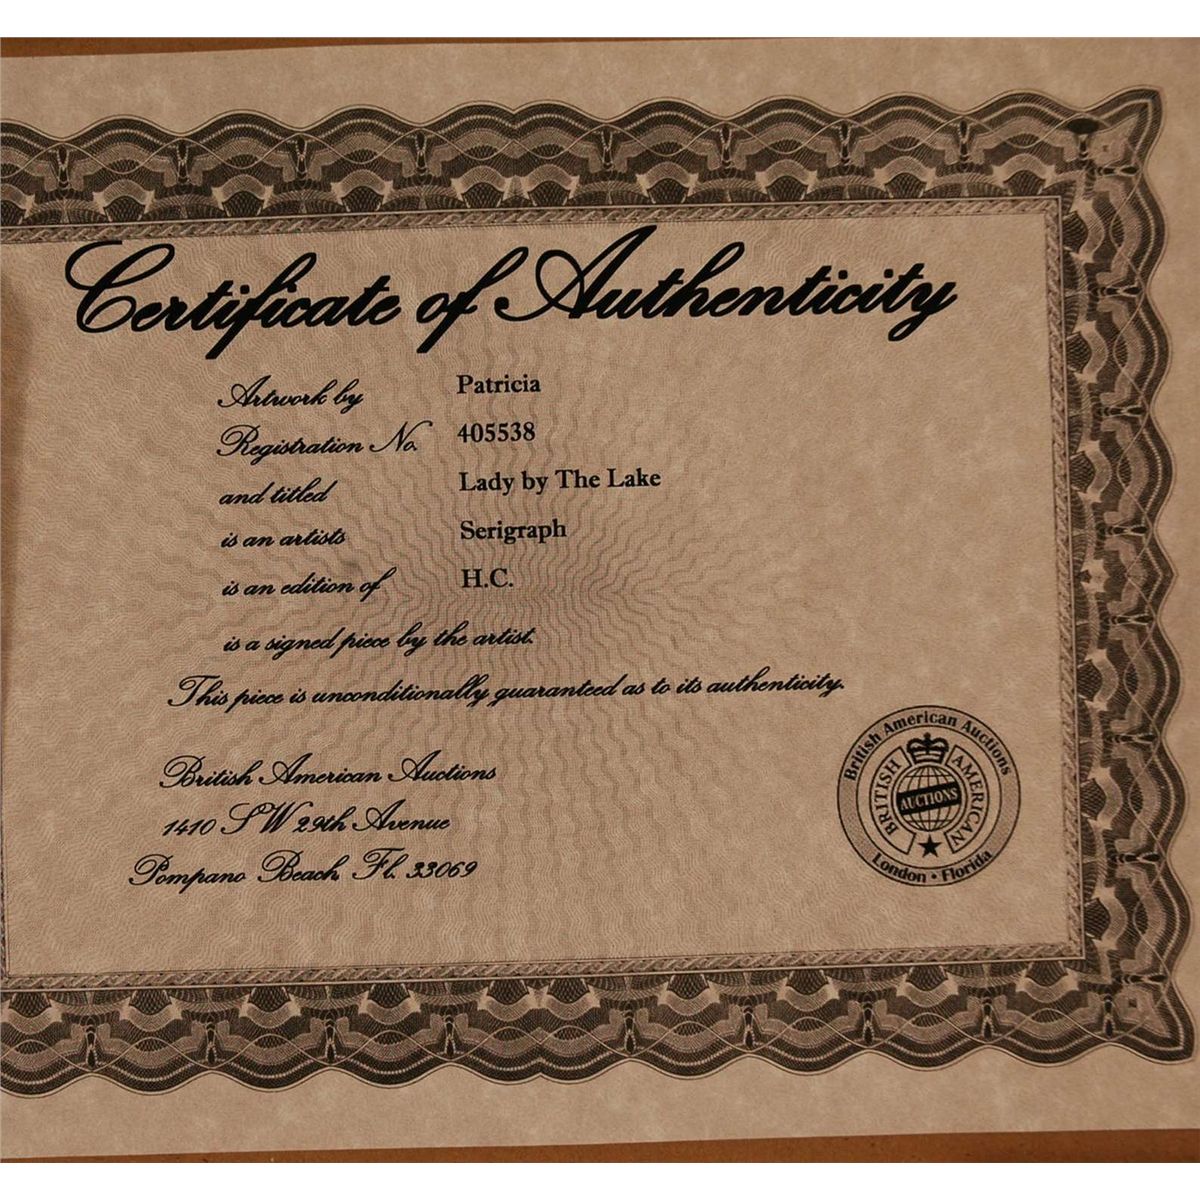 Certificate of Authenticity
Artwork by Patricia
Registration No. 405538
and titled Lady by The Lake
is an artists Serigraph
is an edition of H.C.
is a signed piece by the artist.
This piece is unconditionally guaranteed as to its authenticity.
British American Auctions
1410 SW 29th Avenue
Pompano Beach Fl. 33069
British American Auctions
BRITISH AMERICAN
AUCTIONS
London • Florida